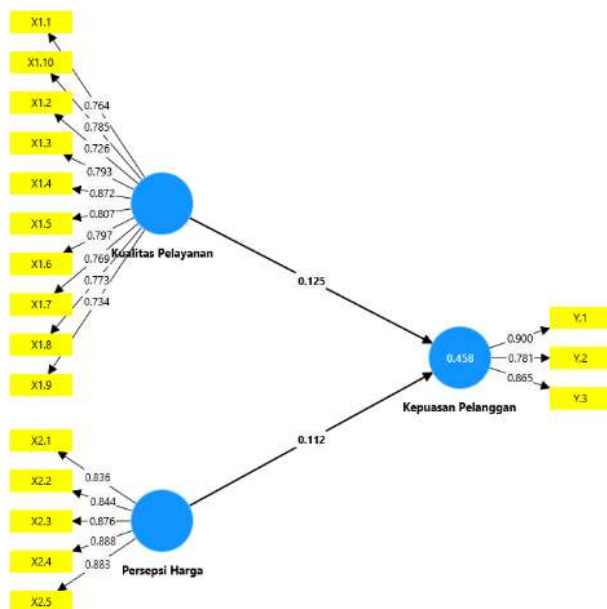 X1.1
X1.10
X1.2
X1.3
X1.4
X1.5
X1.6
X1.7
X1.8
X1.9
0.764
0.785
0.726
0.793
0.872
0.807
0.797
0.769
0.773
0.734
Kualitas Pelayanan
0.125
0.458
Kepuasan Pelanggan
0.900
0.781
0.865
Y.1
Y.2
Y.3
0.112
X2.1
X2.2
X2.3
X2.4
X2.5
0.836
0.844
0.876
0.888
0.883
Persepsi Harga